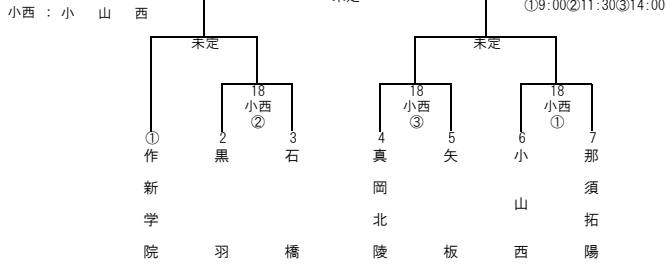 小西 : 小 山 西
①9:00②11:30③14:00
未定 未定
18 18 18
小西 小西 小西
② ③ ①
① 2 3 4 5 6 7
作新学院
黒羽
石橋
真岡北陵
矢板
小山西
那須拓陽